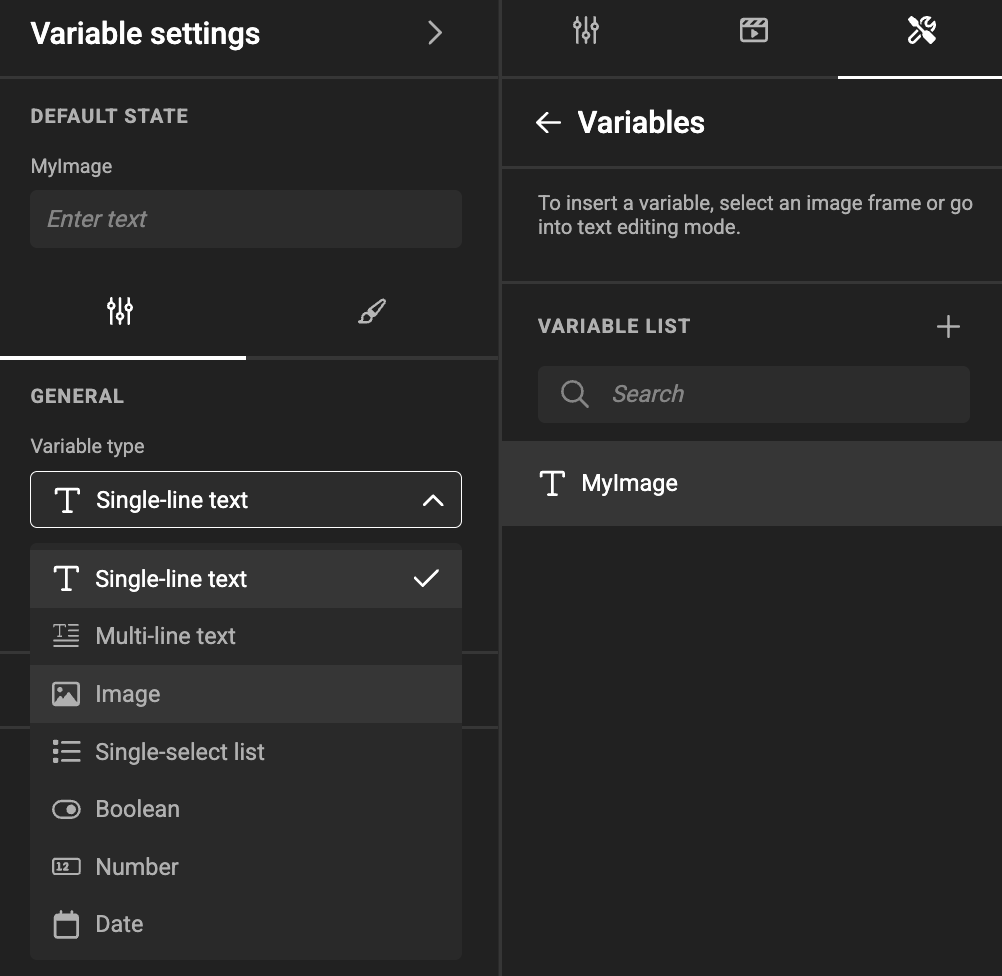 Variable settings
DEFAULT STATE
MyImage
Enter text
GENERAL
Variable type
Single-line text
Single-line text
Multi-line text
Image
Single-select list
Boolean
12 Number
Date
Variables
To insert a variable, select an image frame or go
into text editing mode.
VARIABLE LIST
Search
MyImage